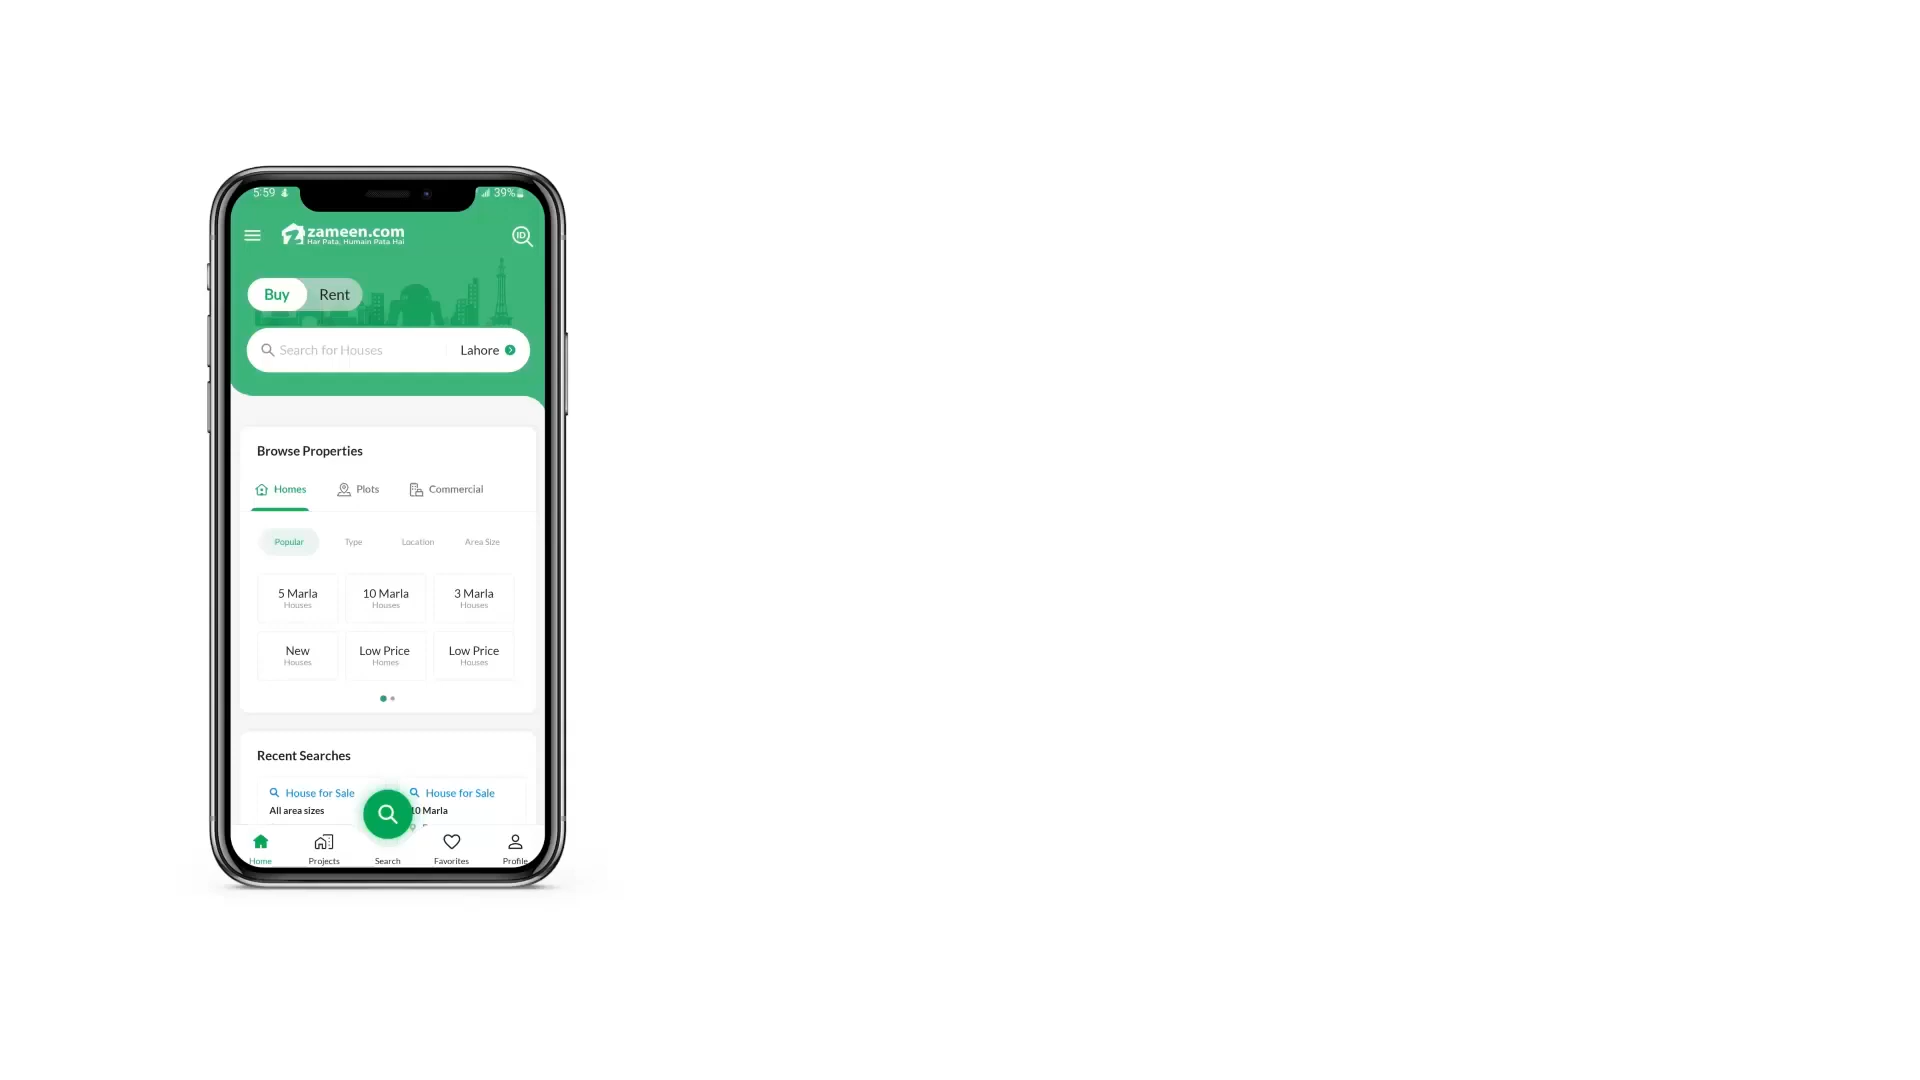 5:59 39%
zameen.com
Har Pata, Humain Pata Hai
ID
Buy Rent
Search for Houses Lahore
Browse Properties
Homes Plots Commercial
Popular Type Location Area Size
5 Marla 10 Marla 3 Marla
Houses Houses Houses
New Low Price Low Price
Houses Homes Houses
Recent Searches
House for Sale House for Sale
All area sizes 10 Marla
Home Projects Search Favorites Profile